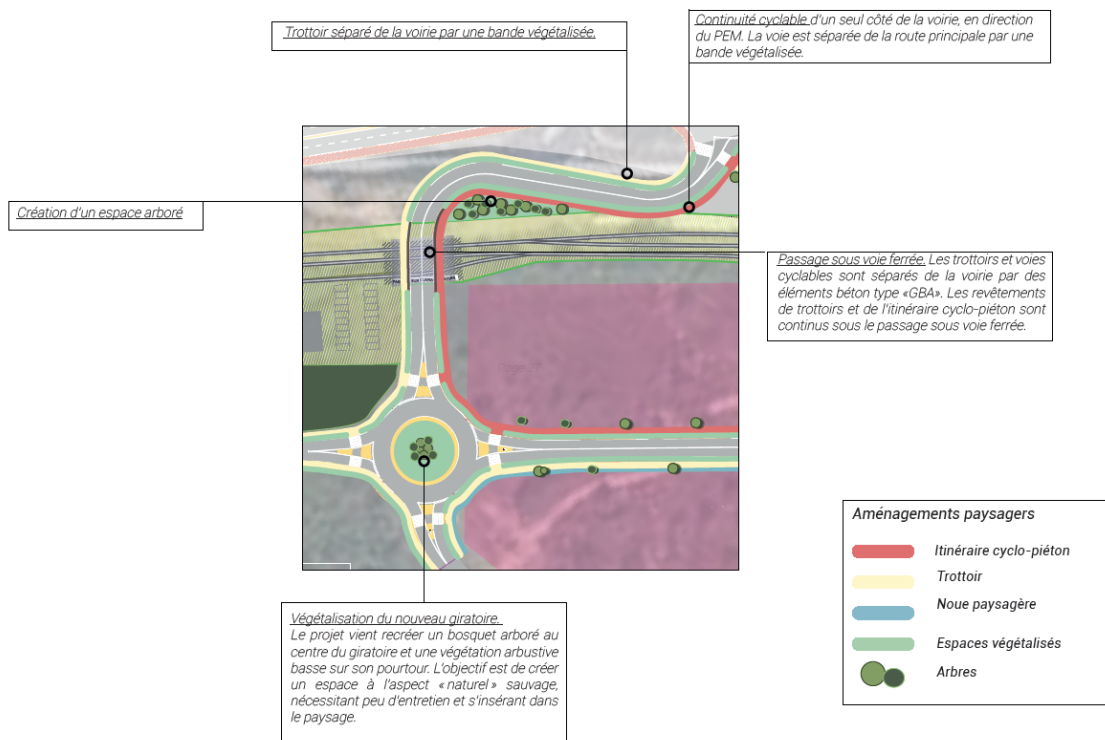 Trottoir séparé de la voirie par une bande végétalisée.
Continuité cyclable d'un seul côté de la voirie, en direction
du PEM. La voie est séparée de la route principale par une
bande végétalisée.
Création d'un espace arboré
Passage sous voie ferrée. Les trottoirs et voies
cyclables sont séparés de la voirie par des
éléments béton type «GBA». Les revêtements
de trottoirs et de l'itinéraire cyclo-piéton sont
continus sous le passage sous voie ferrée.
Végétalisation du nouveau giratoire.
Le projet vient recréer un bosquet arboré au
centre du giratoire et une végétation arbustive
basse sur son pourtour. L'objectif est de créer
un espace à l'aspect « naturel » sauvage,
nécessitant peu d'entretien et s'insérant dans
le paysage.
Aménagements paysagers
Itinéraire cyclo-piéton
Trottoir
Noue paysagère
Espaces végétalisés
Arbres